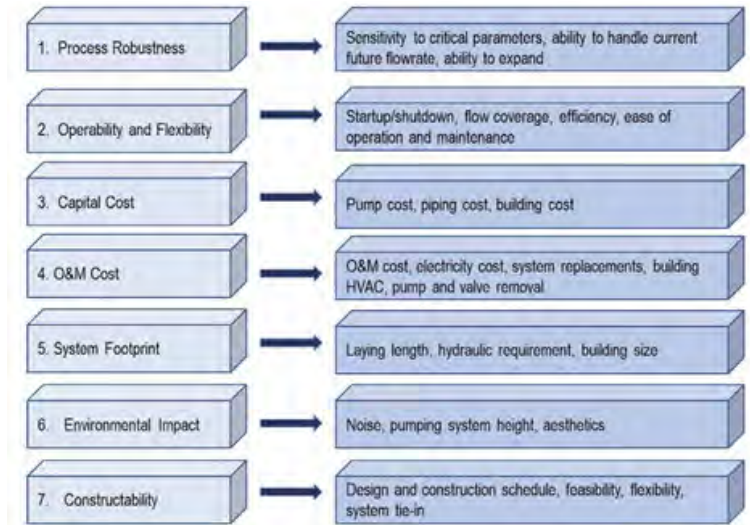 1. Process Robustness
Sensitivity to critical parameters, ability to handle current
future flowrate, ability to expand
2. Operability and Flexibility
Startup/shutdown, flow coverage, efficiency, ease of
operation and maintenance
3. Capital Cost
Pump cost, piping cost, building cost
4. O&M Cost
O&M cost, electricity cost, system replacements, building
HVAC, pump and valve removal
5. System Footprint
Laying length, hydraulic requirement, building size
6. Environmental Impact
Noise, pumping system height, aesthetics
7. Constructability
Design and construction schedule, feasibility, flexibility,
system tie-in